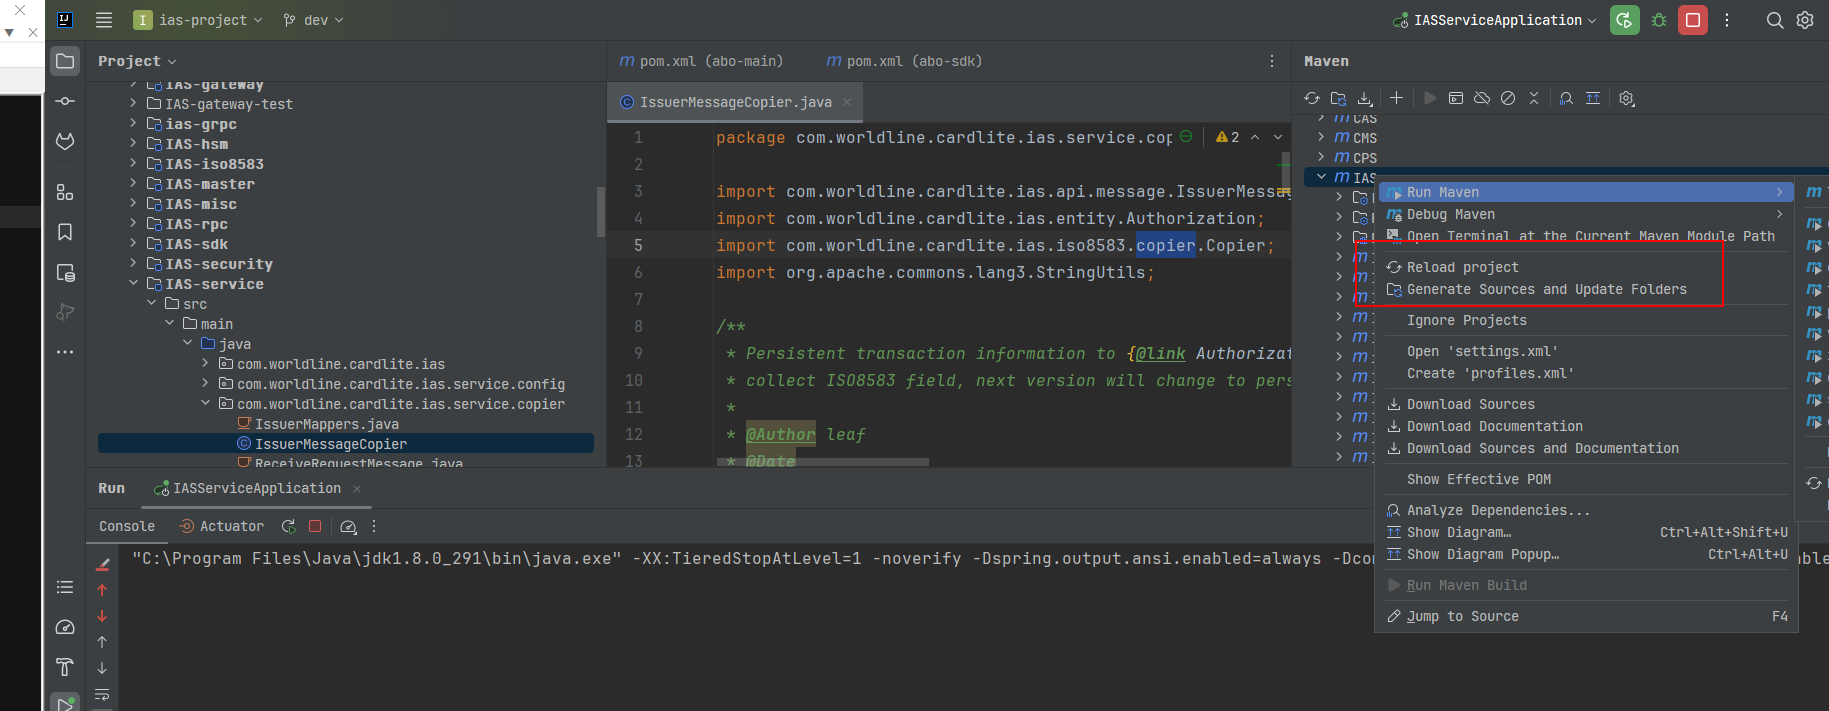 I ias-project dev IASServiceApplication
Project
IAS-gateway
IAS-gateway-test
ias-grpc
IAS-hsm
IAS-iso8583
IAS-master
IAS-misc
IAS-rpc
IAS-sdk
IAS-security
IAS-service
src
main
java
com.worldline.cardlite.ias
com.worldline.cardlite.ias.service.config
com.worldline.cardlite.ias.service.copier
IssuerMappers.java
IssuerMessageCopier
ReceiveRequestMessage.java
pom.xml (abo-main) pom.xml (abo-sdk)
IssuerMessageCopier.java
1 package com.worldline.cardlite.ias.service.cop
2
3 import com.worldline.cardlite.ias.api.message.IssuerMessa
4 import com.worldline.cardlite.ias.entity.Authorization;
5 import com.worldline.cardlite.ias.iso8583.copier.Copier;
6 import org.apache.commons.lang3.StringUtils;
7
8 /**
9 * Persistent transaction information to {@link Authorizat
10 * collect ISO8583 field, next version will change to pers
11 *
12 * @Author leaf
13 * @Date
2
Maven
CAS
CMS
CPS
IAS
Run Maven
Debug Maven
Open Terminal at the Current Maven Module Path
Reload project
Generate Sources and Update Folders
Ignore Projects
Open 'settings.xml'
Create 'profiles.xml'
Download Sources
Download Documentation
Download Sources and Documentation
Show Effective POM
Analyze Dependencies...
Show Diagram… Ctrl+Alt+Shift+U
Show Diagram Popup… Ctrl+Alt+U
Run Maven Build
Jump to Source F4
Run IASServiceApplication
Console Actuator
"C:\Program Files\Java\jdk1.8.0_291\bin\java.exe" -XX:TieredStopAtLevel=1 -noverify -Dspring.output.ansi.enabled=always -Dcom